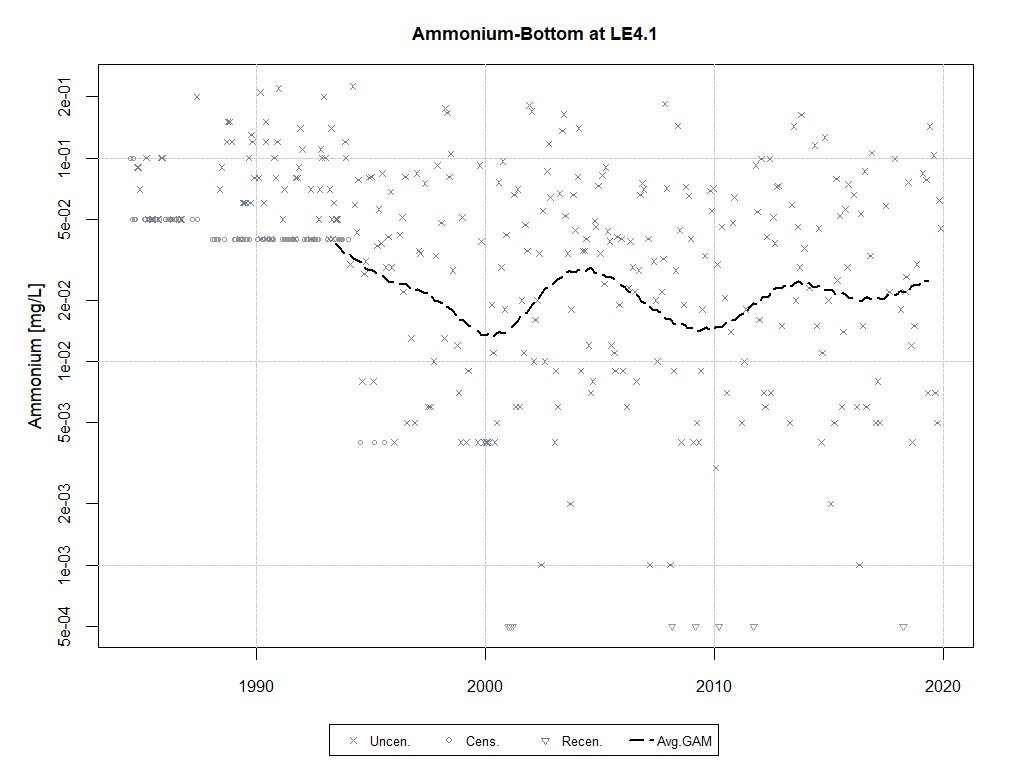 Ammonium-Bottom at LE4.1
Ammonium [mg/L]
2e-01
1e-01
5e-02
2e-02
1e-02
5e-03
2e-03
1e-03
5e-04
1990 2000 2010 2020
Uncen. Cens. Recen. Avg.GAM